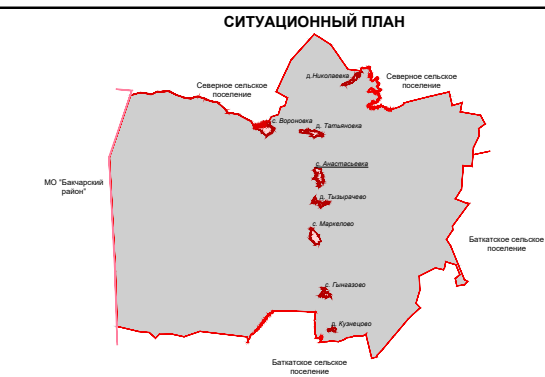 СИТУАЦИОННЫЙ ПЛАН
д.Николаевка
Северное сельское
поселение
Северное сельское
поселение
с. Вороновка
д. Татьяновка
с. Анастасьевка
МО "Бакчарский
район"
д. Тызырачево
с. Маркелово
Баткатское сельское
поселение
с. Гынгазово
д. Кузнецово
Баткатское сельское
поселение